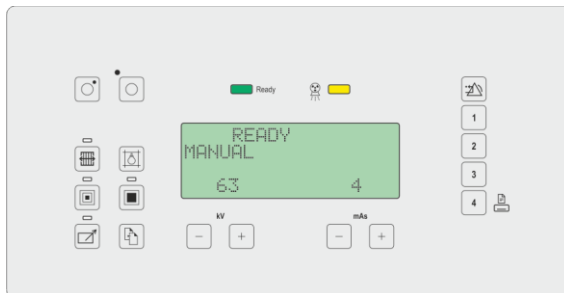 Ready
READY
MANUAL
63 4
kV mAs
- + - +
1
2
3
4